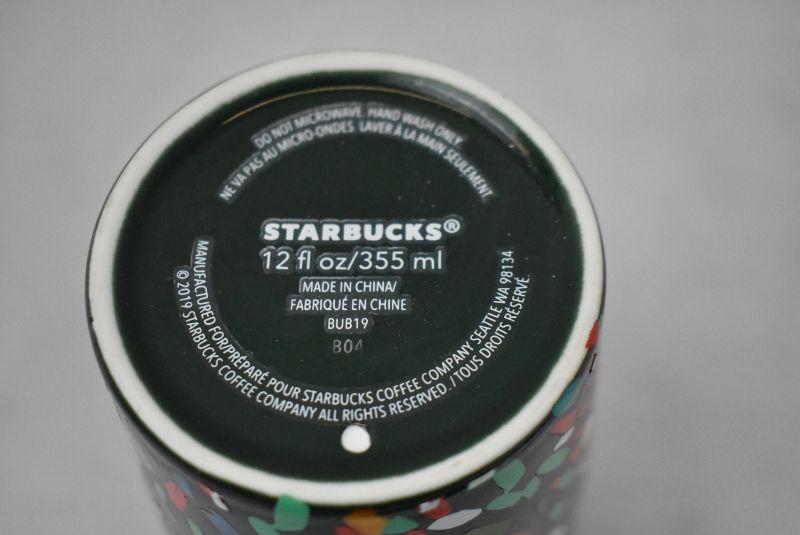 DO NOT MICROWAVE. HAND WASH ONLY.
NE VA PAS AU MICRO-ONDES. LAVER À LA MAIN SEULEMENT.
STARBUCKS®
12 fl oz/355 ml
MADE IN CHINA/
FABRIQUÉ EN CHINE
BUB19
804
MANUFACTURED FOR/PRÉPARÉ POUR STARBUCKS COFFEE COMPANY SEATTLE WA 98134
© 2019 STARBUCKS COFFEE COMPANY ALL RIGHTS RESERVED. / TOUS DROITS RÉSERVÉ